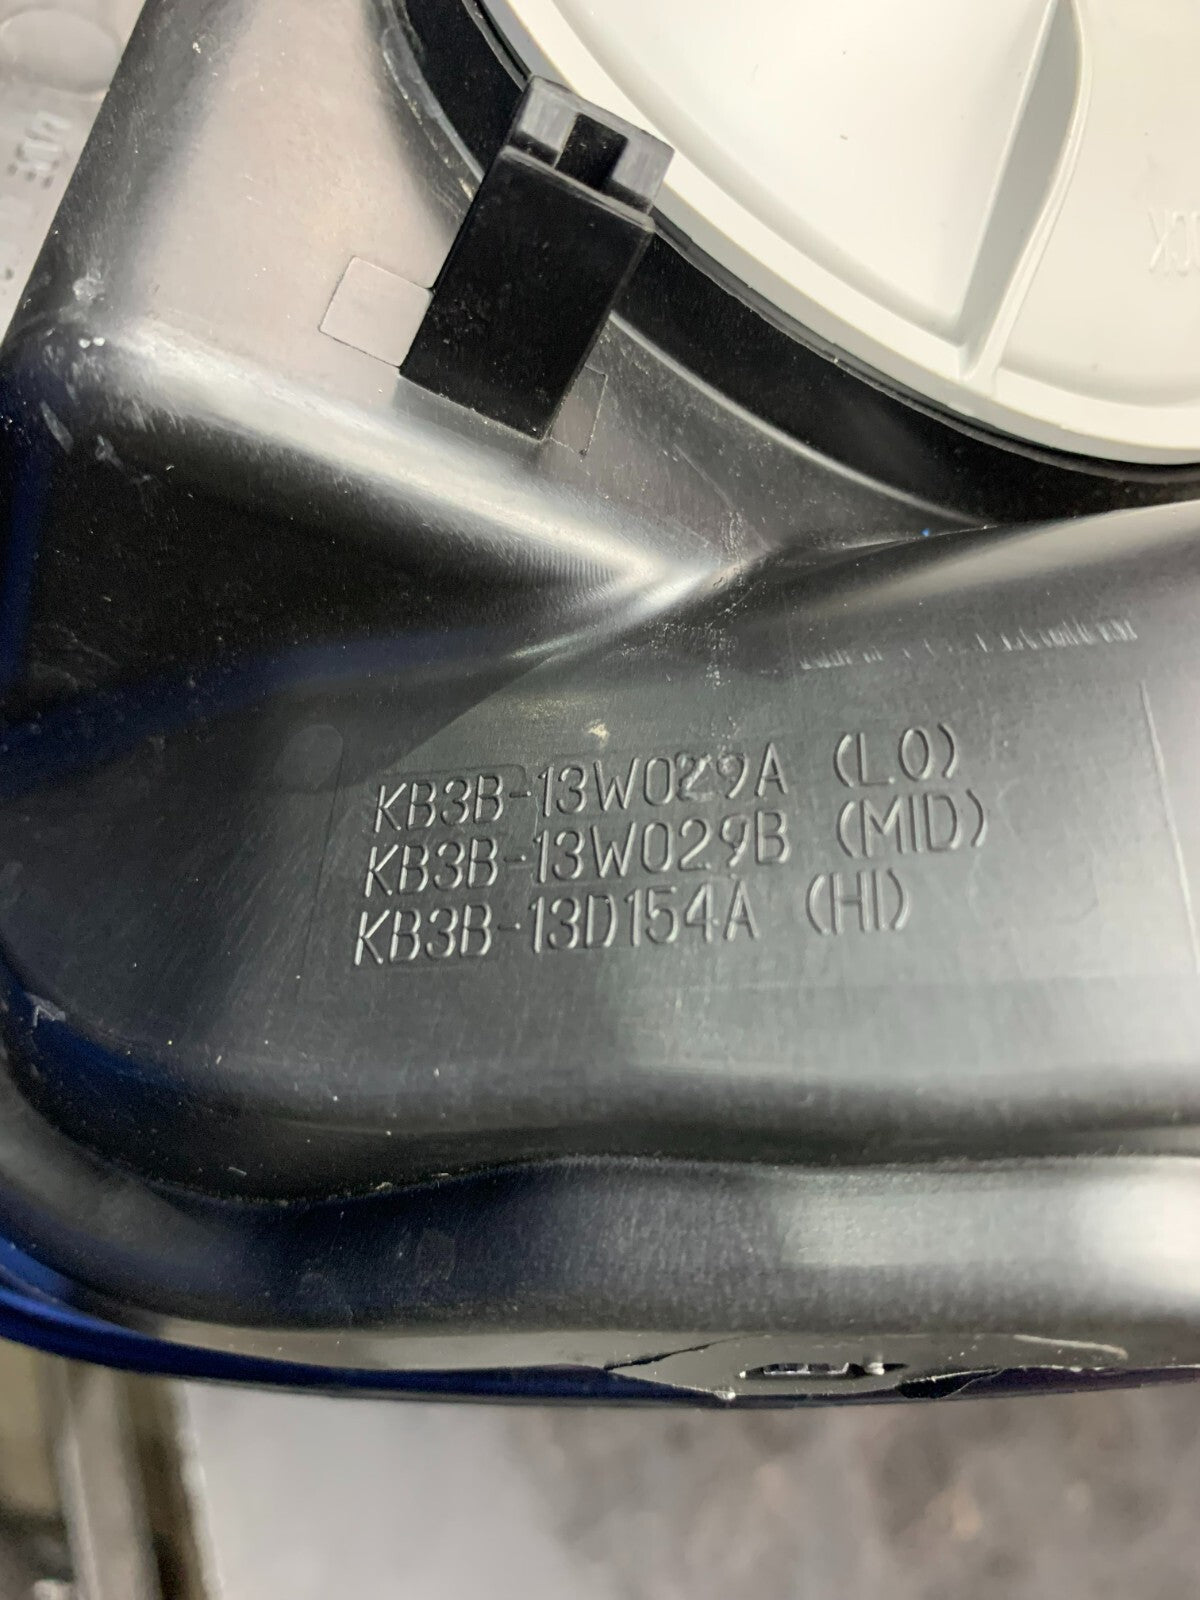 KB3B-13W029A (LO)
KB3B-13W029B (MID)
KB3B-13D154A (HI)